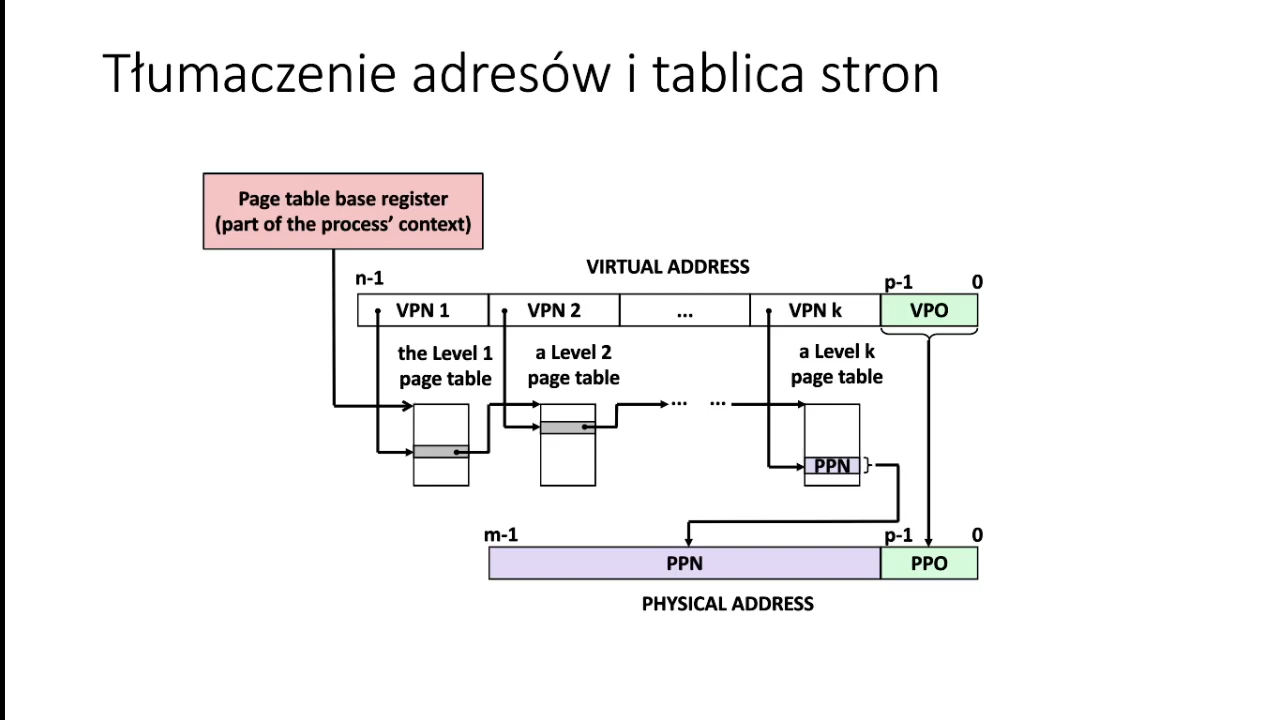 Tłumaczenie adresów i tablica stron
Page table base register
(part of the process’ context)
VIRTUAL ADDRESS
n-1
p-1
0
VPN 1
VPN 2
...
VPN k
VPO
the Level 1
page table
a Level 2
page table
a Level k
page table
... ...
PPN
m-1
p-1
0
PPN
PPO
PHYSICAL ADDRESS